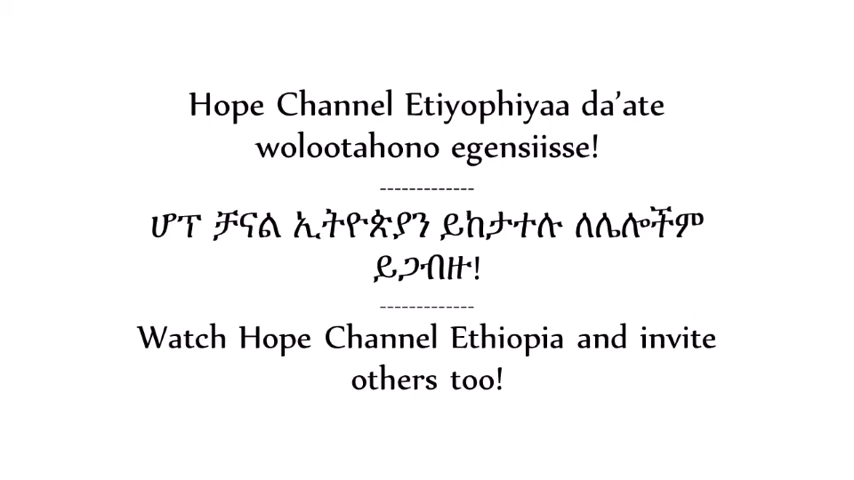 Hope Channel Etiyophiyaa da’ate
wolootahono egensiisse!
-------------
ሆፕ ቻናል ኢትዮጵያን ይከታተሉ ለሌሎችም
ይጋብዙ!
-------------
Watch Hope Channel Ethiopia and invite
others too!